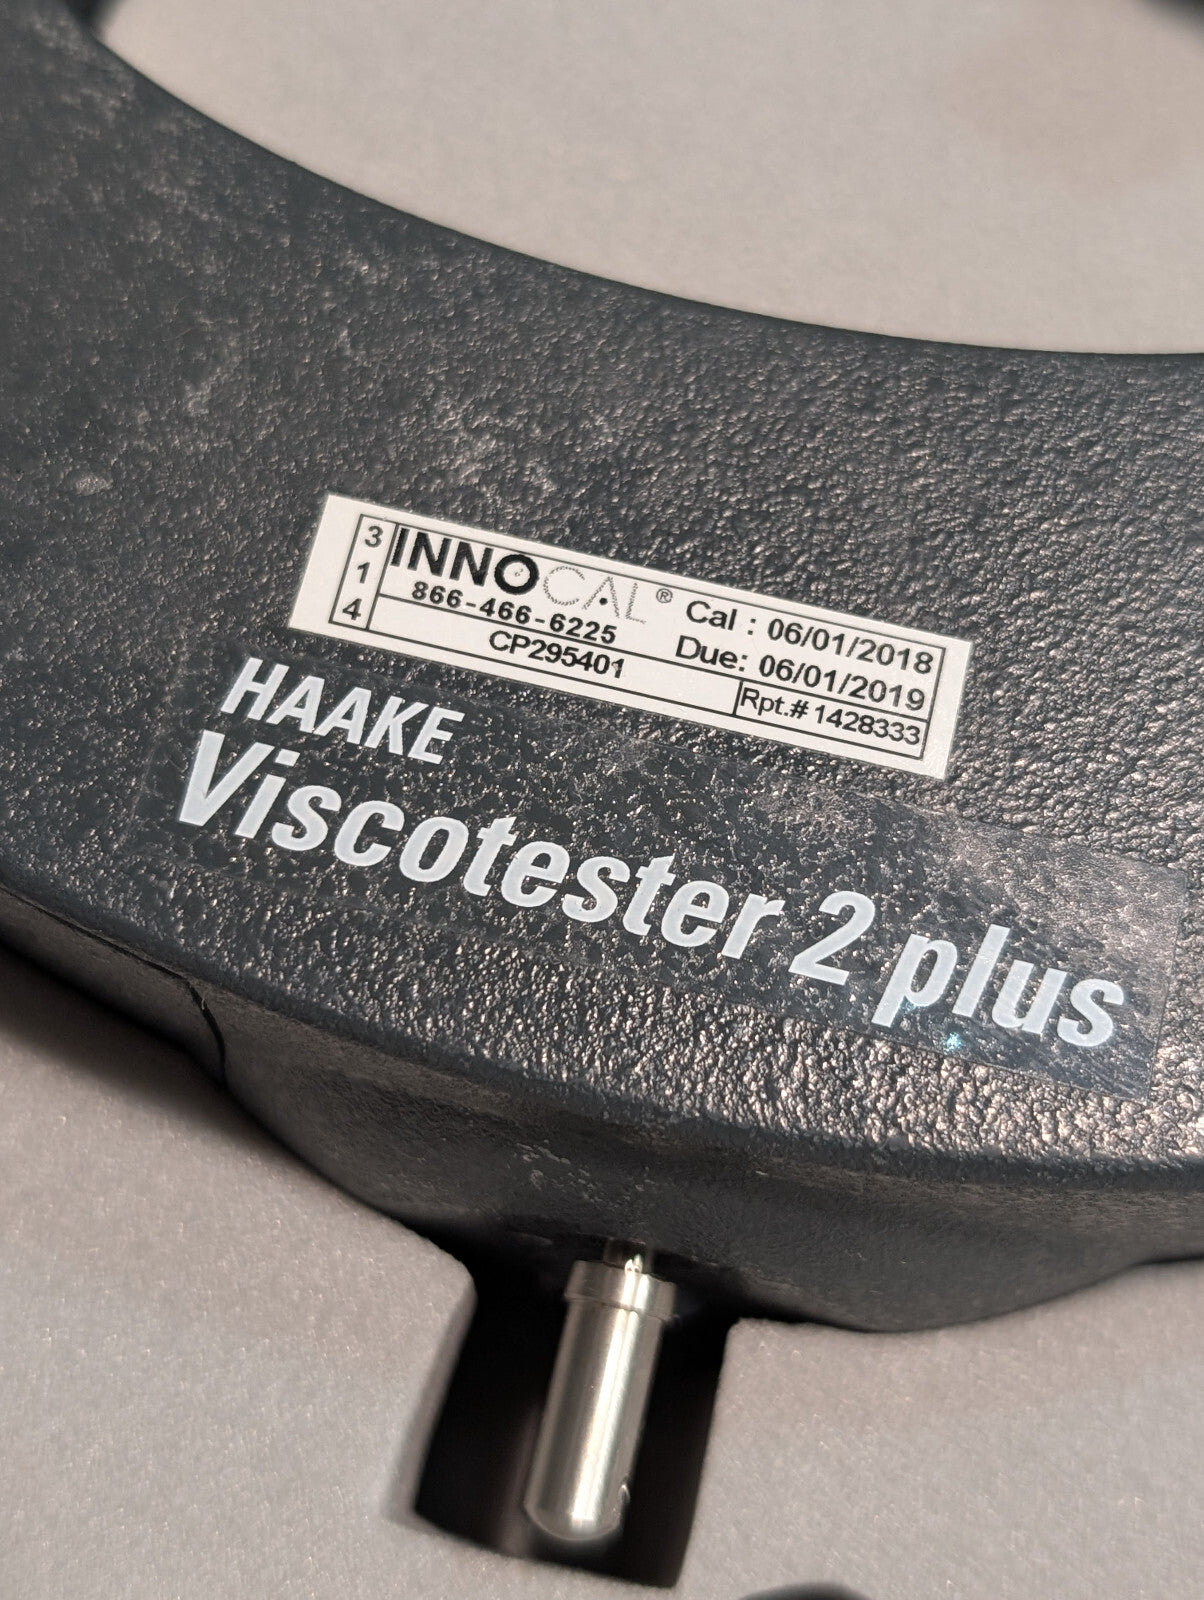 3
1
4
INNOCAL®
866-466-6225
Cal : 06/01/2018
Due: 06/01/2019
CP295401
Rpt.# 1428333
HAAKE
Viscotester 2 plus